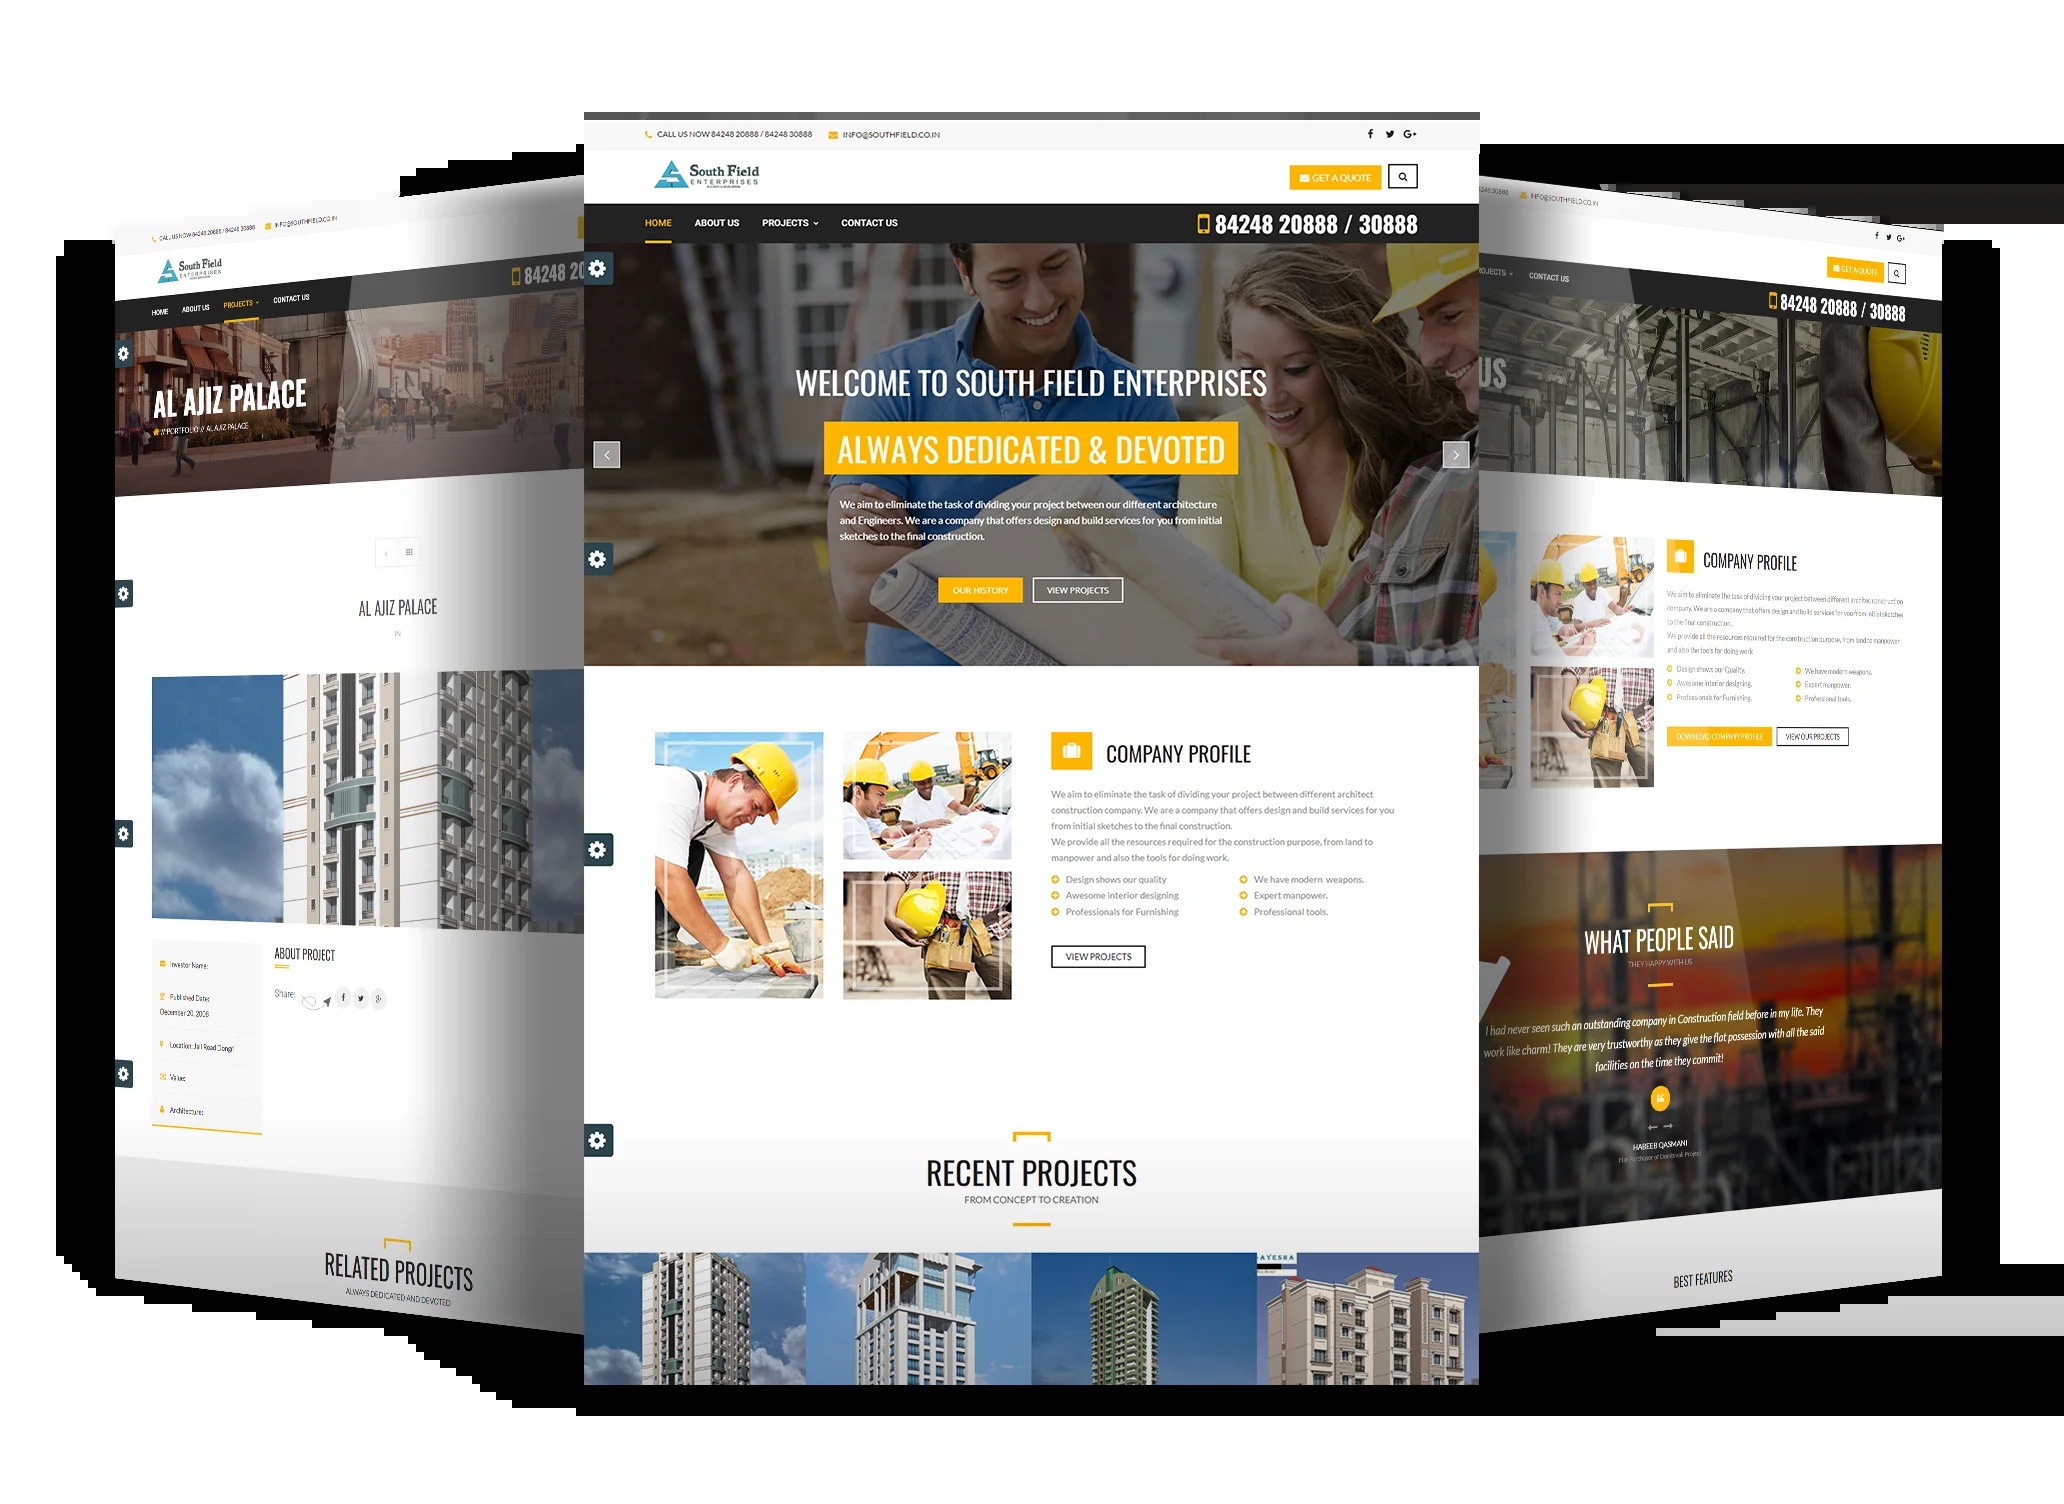 CALL US NOW 84248 20888 / 84248 30888
INFO@SOUTHFIELD.CO.IN
South Field
ENTERPRISES
HOME
ABOUT US
PROJECTS
CONTACT US
84248 20
AL AJIZ PALACE
// PORTFOLIO // AL AJIZ PALACE
AL AJIZ PALACE
IN
Investor Name:
Published Date:
December 20, 2008
Location: Jail Road Dongri
Value:
Architecture:
ABOUT PROJECT
Share:
RELATED PROJECTS
ALWAYS DEDICATED AND DEVOTED
CALL US NOW 84248 20888 / 84248 30888
INFO@SOUTHFIELD.CO.IN
South Field
ENTERPRISES
GET A QUOTE
HOME
ABOUT US
PROJECTS
CONTACT US
84248 20888 / 30888
WELCOME TO SOUTH FIELD ENTERPRISES
ALWAYS DEDICATED & DEVOTED
We aim to eliminate the task of dividing your project between our different architecture
and Engineers. We are a company that offers design and build services for you from initial
sketches to the final construction.
OUR HISTORY
VIEW PROJECTS
COMPANY PROFILE
We aim to eliminate the task of dividing your project between different architect
construction company. We are a company that offers design and build services for you
from initial sketches to the final construction.
We provide all the resources required for the construction purpose, from land to
manpower and also the tools for doing work.
Design shows our quality
We have modern weapons.
Awesome interior designing
Expert manpower.
Professionals for Furnishing
Professional tools.
VIEW PROJECTS
RECENT PROJECTS
FROM CONCEPT TO CREATION
AYESHA
248 30888
INFO@SOUTHFIELD.CO.IN
GET A QUOTE
OJECTS
CONTACT US
84248 20888 / 30888
US
COMPANY PROFILE
We aim to eliminate the task of dividing your project between different architec construction
company. We are a company that offers design and build services for you from initial sketches
to the final construction.
We provide all the resources required for the construction purpose, from land to manpower
and also the tools for doing work
Design shows our Quality.
We have modern weapons.
Awesome interior designing.
Expert manpower.
Professionals for Furnishing.
Professional tools.
DOWNLOAD COMPANY PROFILE
VIEW OUR PROJECTS
WHAT PEOPLE SAID
THEY HAPPY WITH US
I had never seen such an outstanding company in Construction field before in my life. They
work like charm! They are very trustworthy as they give the flat possession with all the said
facilities on the time they commit!
HABEEB QASMANI
Flat Purchaser of Dombivali Project
BEST FEATURES